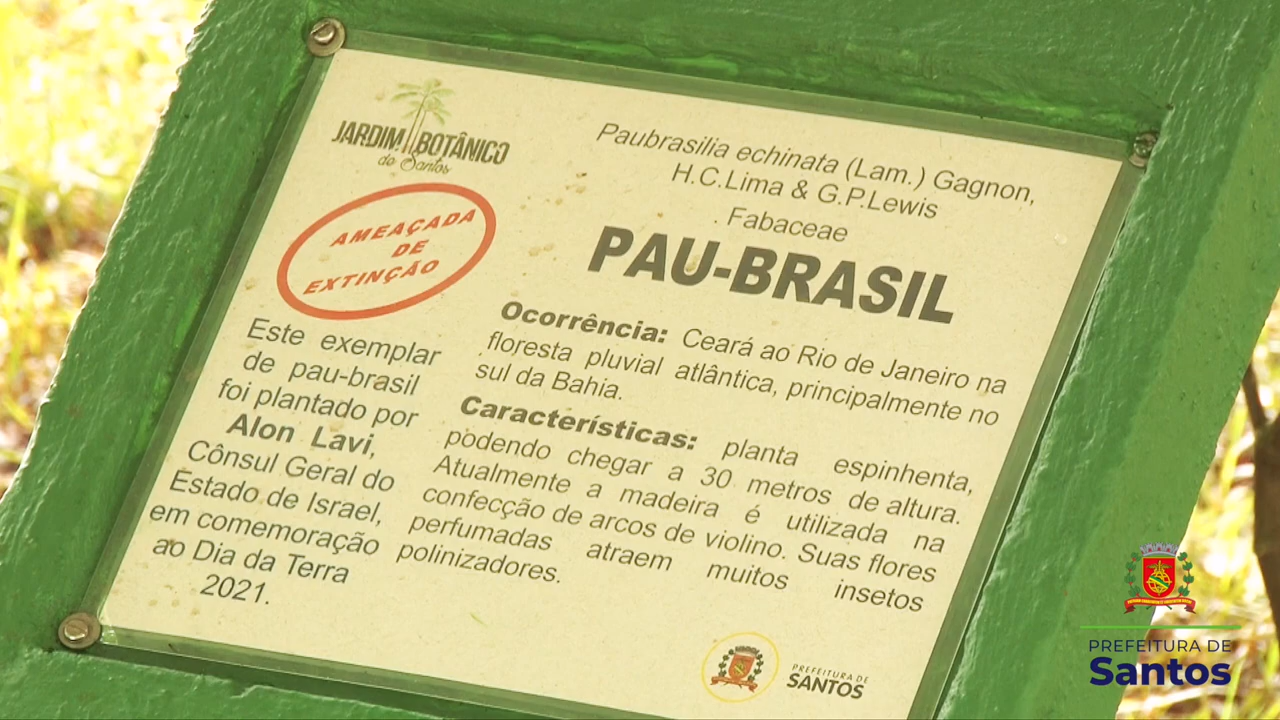 JARDIM BOTÂNICO
de Santos
AMEAÇADA
DE
EXTINÇÃO
Este exemplar
de pau-brasil
foi plantado por
Alon Lavi,
Cônsul Geral do
Estado de Israel,
em comemoração
ao Dia da Terra
2021.
Paubrasilia echinata (Lam.) Gagnon,
H.C.Lima & G.P.Lewis
. Fabaceae
PAU-BRASIL
Ocorrência: Ceará ao Rio de Janeiro na
floresta pluvial atlântica, principalmente no
sul da Bahia.
Características: planta espinhenta,
podendo chegar a 30 metros de altura.
Atualmente a madeira é utilizada na
confecção de arcos de violino. Suas flores
perfumadas atraem muitos insetos
polinizadores.
PREFEITURA DE
SANTOS
PREFEITURA DE
Santos